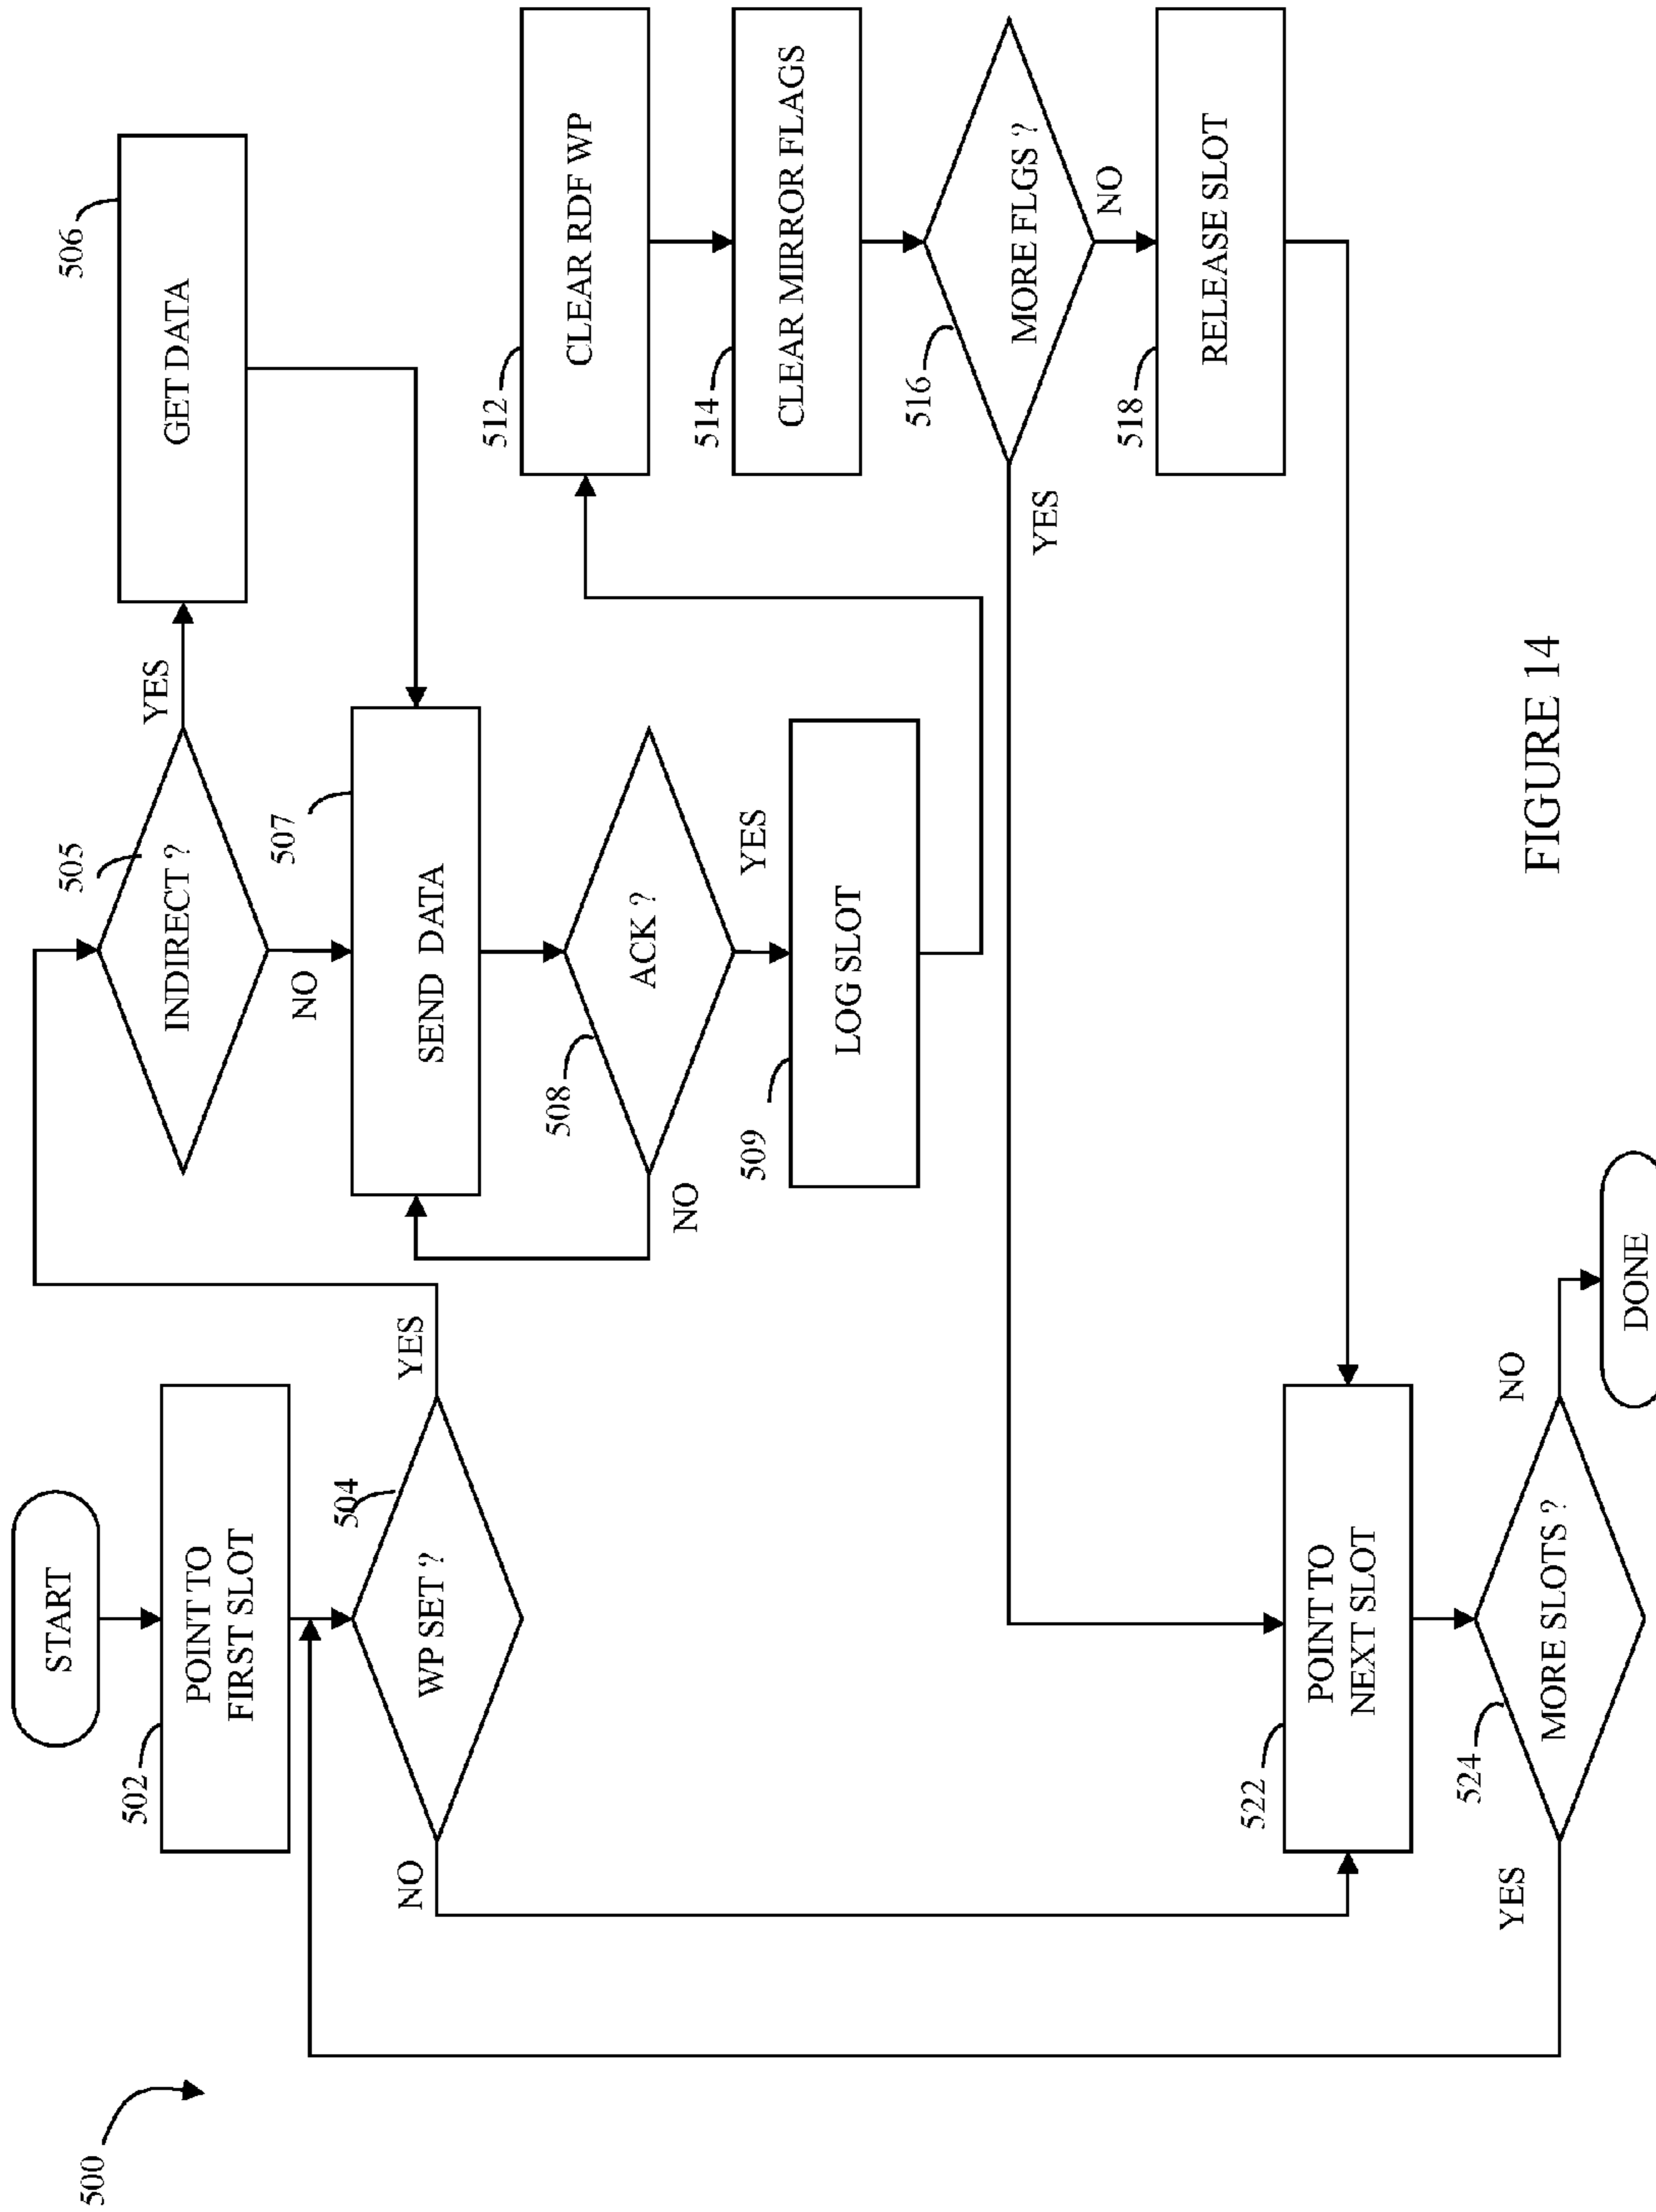 500
START
502
POINT TO
FIRST SLOT
504
WP SET ?
YES
NO
505
INDIRECT ?
YES
NO
506
GET DATA
507
SEND DATA
508
ACK ?
NO
YES
509
LOG SLOT
512
CLEAR RDF WP
514
CLEAR MIRROR FLAGS
516
MORE FLGS ?
YES
NO
518
RELEASE SLOT
522
POINT TO
NEXT SLOT
524
MORE SLOTS ?
YES
NO
DONE
FIGURE 14